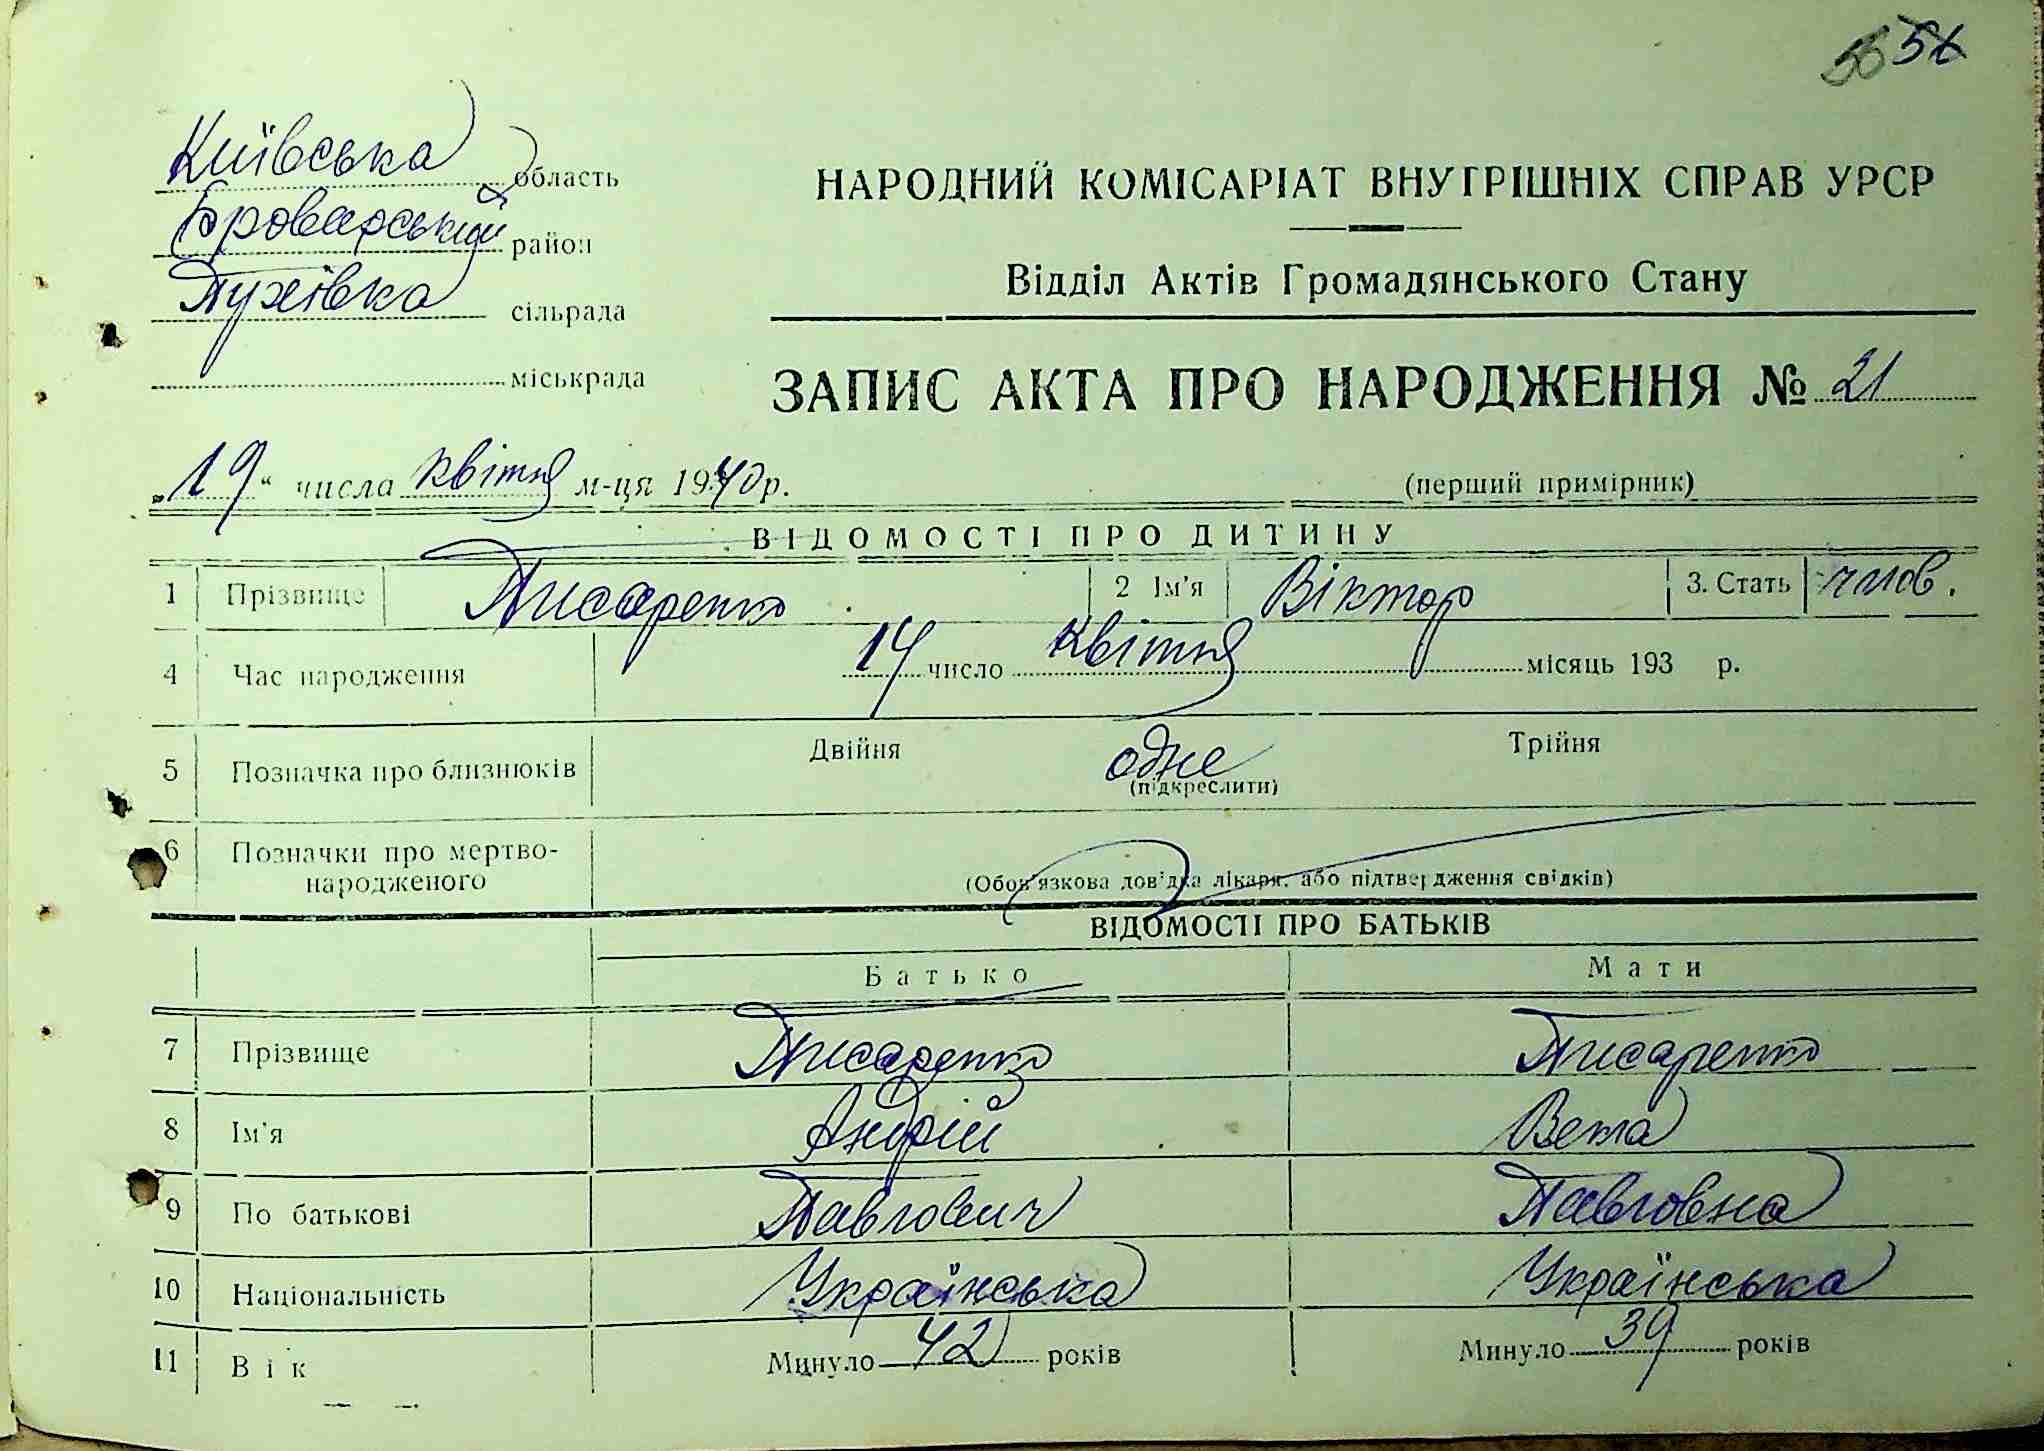 55 56
Київська область
Броварський район
Пухівка сільрада
міськрада
НАРОДНИЙ КОМІСАРІАТ ВНУТРІШНІХ СПРАВ УРСР
Відділ Актів Громадянського Стану
ЗАПИС АКТА ПРО НАРОДЖЕННЯ № 21
„19“ числа квітня м-ця 1940 р.
(перший примірник)
ВІДОМОСТІ ПРО ДИТИНУ
1 Прізвище Писаренко 2 Ім'я Віктор 3. Стать чолов.
4 Час народження 14 число квітня місяць 193 р.
5 Позначка про близнюків Двійня одне Трійня
(підкреслити)
6 Позначки про мертво-
народженого (Обов'язкова довідка лікаря, або підтвердження свідків)
ВІДОМОСТІ ПРО БАТЬКІВ
Батько Мати
7 Прізвище Писаренко Писаренко
8 Ім'я Андрій
9 По батькові Павлович Павловна
10 Національність Українська Українська
11 Вік Минуло 42 років Минуло 39 років